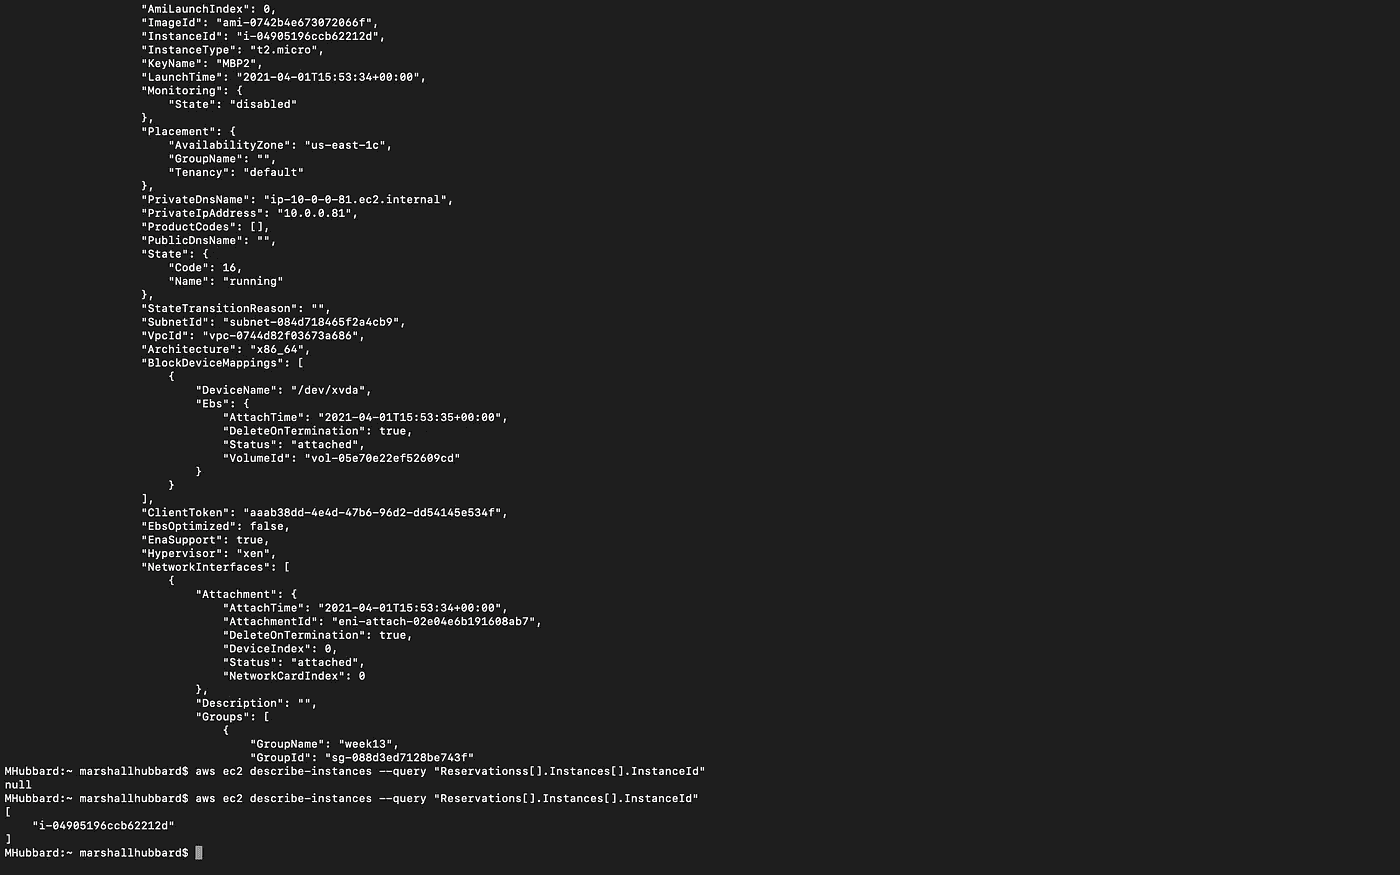 "AmiLaunchIndex": 0,
"ImageId": "ami-0742b4e673072066f",
"InstanceId": "i-04905196ccb62212d",
"InstanceType": "t2.micro",
"KeyName": "MBP2",
"LaunchTime": "2021-04-01T15:53:34+00:00",
"Monitoring": {
"State": "disabled"
},
"Placement": {
"AvailabilityZone": "us-east-1c",
"GroupName": "",
"Tenancy": "default"
},
"PrivateDnsName": "ip-10-0-0-81.ec2.internal",
"PrivateIpAddress": "10.0.0.81",
"ProductCodes": [],
"PublicDnsName": "",
"State": {
"Code": 16,
"Name": "running"
},
"StateTransitionReason": "",
"SubnetId": "subnet-084d718465f2a4cb9",
"VpcId": "vpc-0744d82f03673a686",
"Architecture": "x86_64",
"BlockDeviceMappings": [
{
"DeviceName": "/dev/xvda",
"Ebs": {
"AttachTime": "2021-04-01T15:53:35+00:00",
"DeleteOnTermination": true,
"Status": "attached",
"VolumeId": "vol-05e70e22ef52609cd"
}
}
],
"ClientToken": "aaab38dd-4e4d-47b6-96d2-dd54145e534f",
"EbsOptimized": false,
"EnaSupport": true,
"Hypervisor": "xen",
"NetworkInterfaces": [
{
"Attachment": {
"AttachTime": "2021-04-01T15:53:34+00:00",
"AttachmentId": "eni-attach-02e04e6b191608ab7",
"DeleteOnTermination": true,
"DeviceIndex": 0,
"Status": "attached",
"NetworkCardIndex": 0
},
"Description": "",
"Groups": [
{
"GroupName": "week13",
"GroupId": "sg-088d3ed7128be743f"
MHubbard:~ marshallhubbard$ aws ec2 describe-instances --query "Reservationss[].Instances[].InstanceId"
null
MHubbard:~ marshallhubbard$ aws ec2 describe-instances --query "Reservations[].Instances[].InstanceId"
[
"i-04905196ccb62212d"
]
MHubbard:~ marshallhubbard$